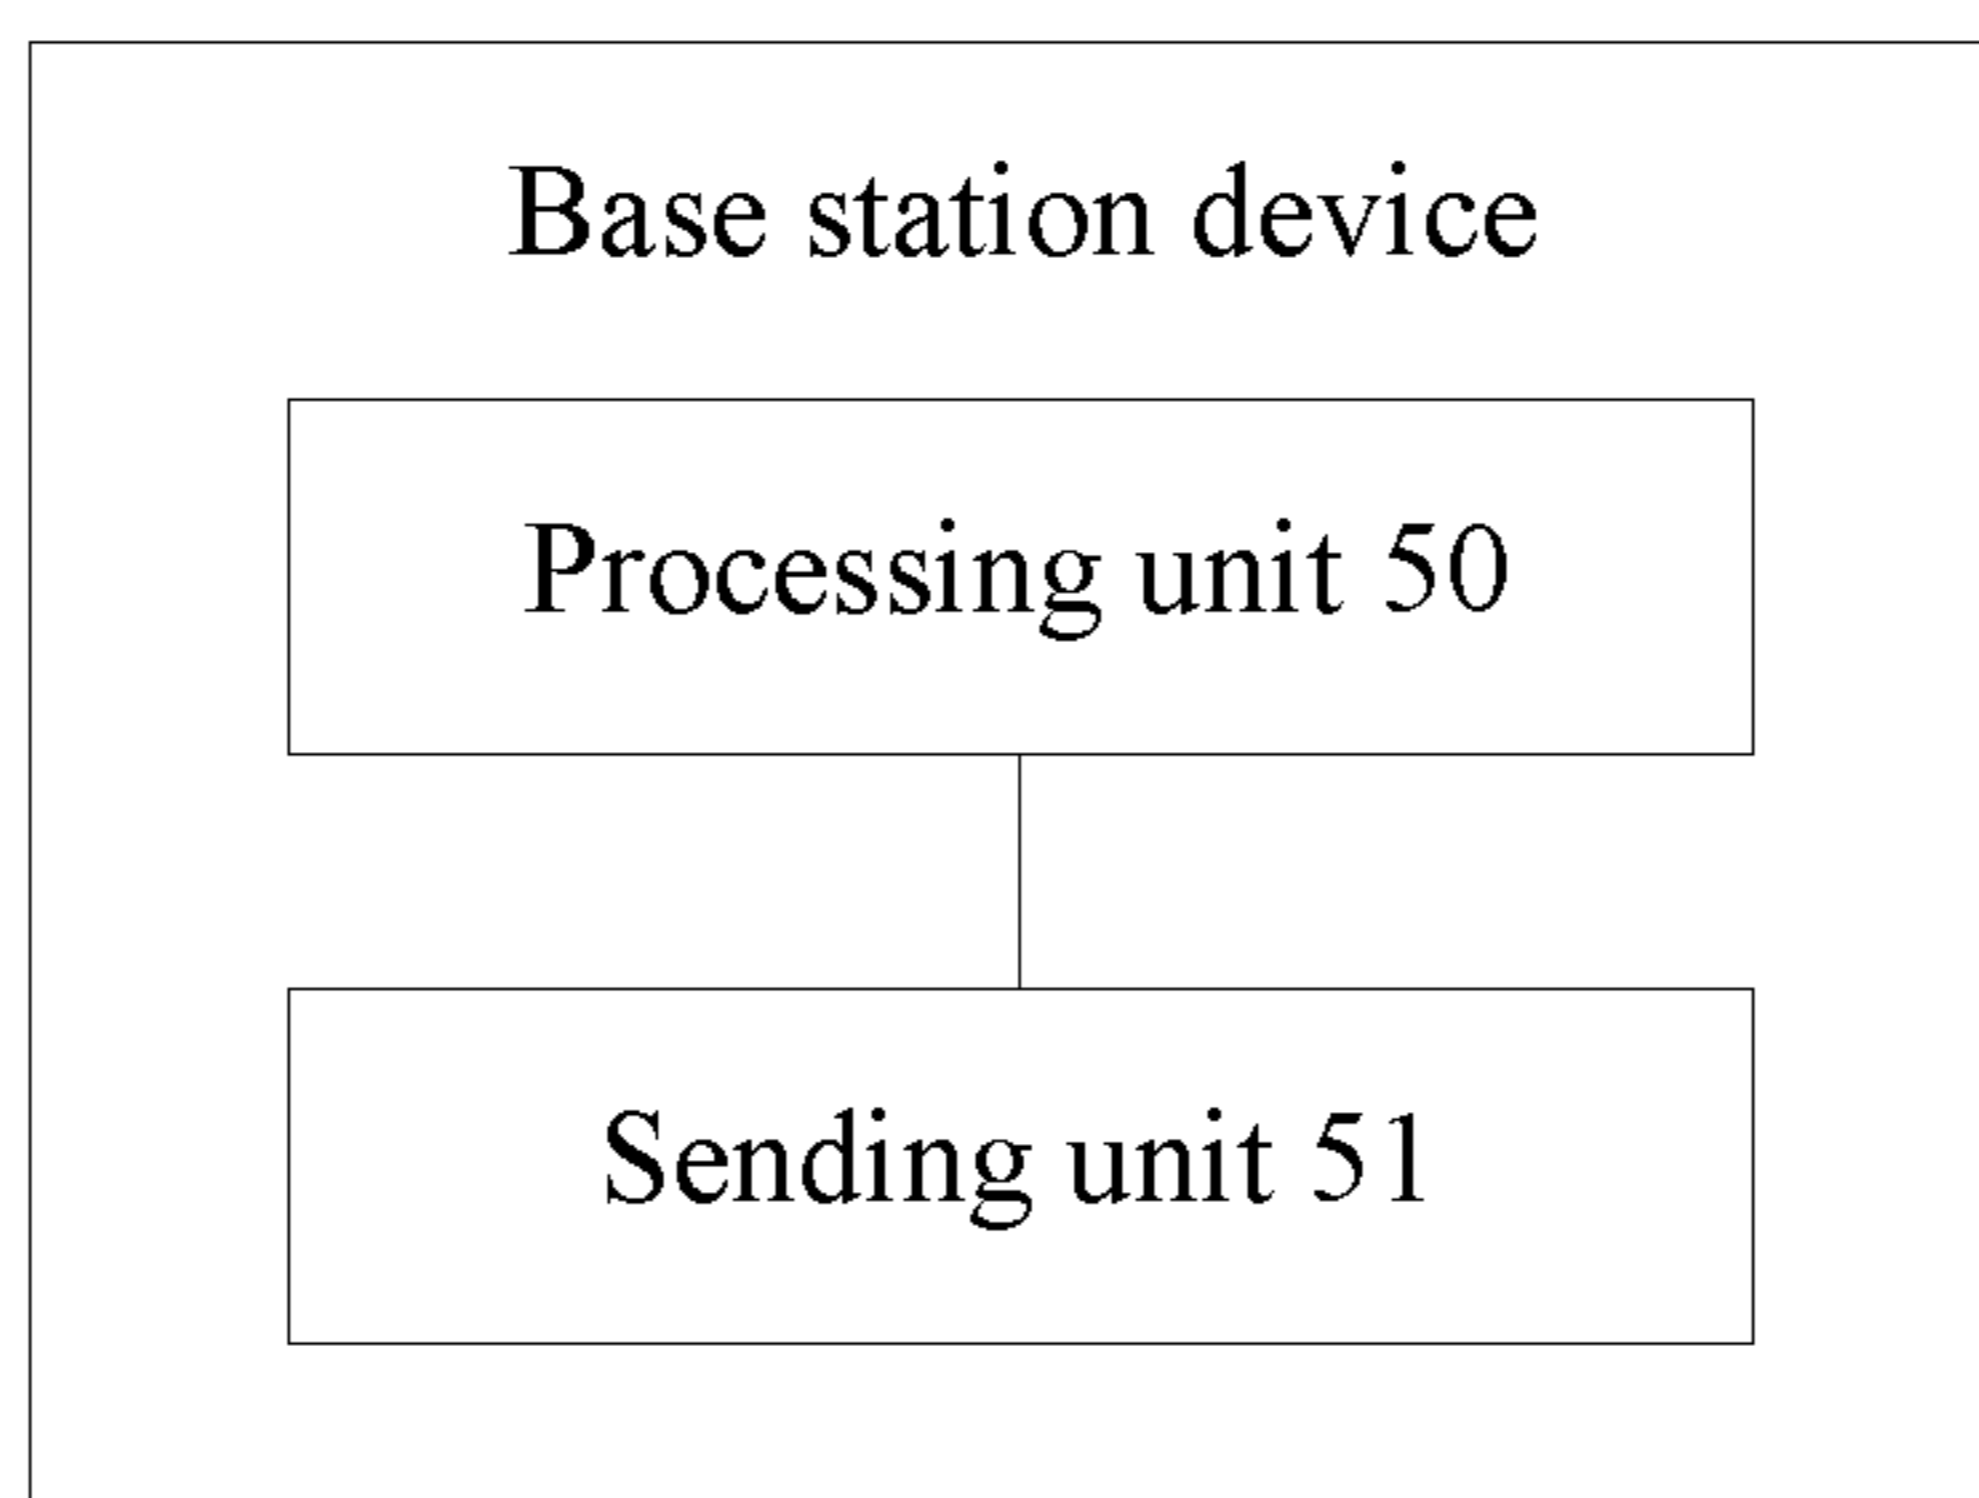 Base station device
Processing unit 50
Sending unit 51